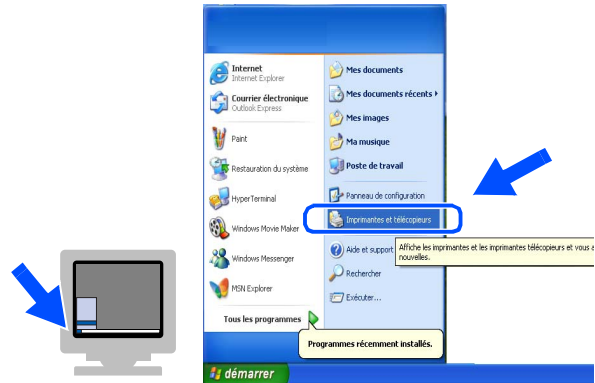 Internet
Internet Explorer
Courrier électronique
Outlook Express
Paint
Restauration du système
HyperTerminal
Windows Movie Maker
Windows Messenger
MSN Explorer
Tous les programmes
Mes documents
Mes documents récents
Mes images
Ma musique
Poste de travail
Panneau de configuration
Imprimantes et télécopieurs
Aide et support
Affiche les imprimantes et les imprimantes télécopieurs et vous a
nouvelles.
Rechercher
Exécuter...
Programmes récemment installés.
démarrer